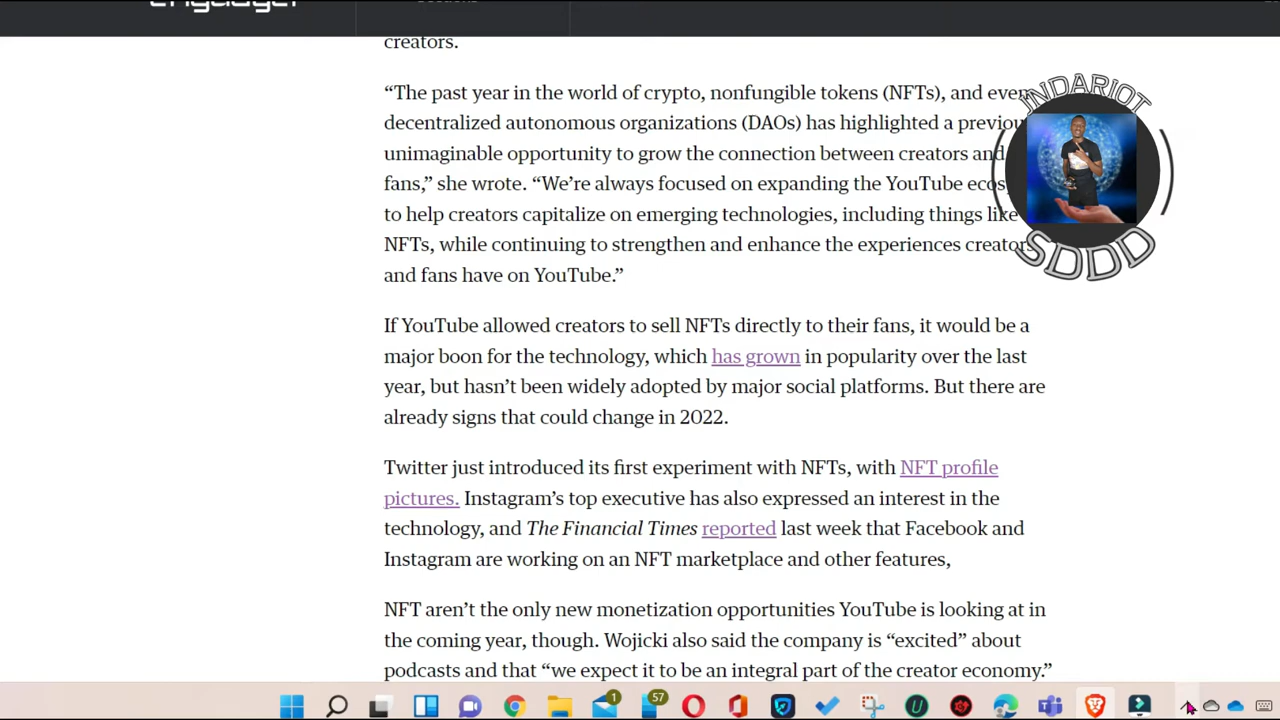 engadget
creators.
“The past year in the world of crypto, nonfungible tokens (NFTs), and even
decentralized autonomous organizations (DAOs) has highlighted a previou
unimaginable opportunity to grow the connection between creators and
fans,” she wrote. “We’re always focused on expanding the YouTube ecos
to help creators capitalize on emerging technologies, including things like
NFTs, while continuing to strengthen and enhance the experiences creators
and fans have on YouTube.”
If YouTube allowed creators to sell NFTs directly to their fans, it would be a
major boon for the technology, which has grown in popularity over the last
year, but hasn’t been widely adopted by major social platforms. But there are
already signs that could change in 2022.
Twitter just introduced its first experiment with NFTs, with NFT profile
pictures. Instagram’s top executive has also expressed an interest in the
technology, and The Financial Times reported last week that Facebook and
Instagram are working on an NFT marketplace and other features,
NFT aren’t the only new monetization opportunities YouTube is looking at in
the coming year, though. Wojicki also said the company is “excited” about
podcasts and that “we expect it to be an integral part of the creator economy.”
JNDARIOT
SDDD
1
57